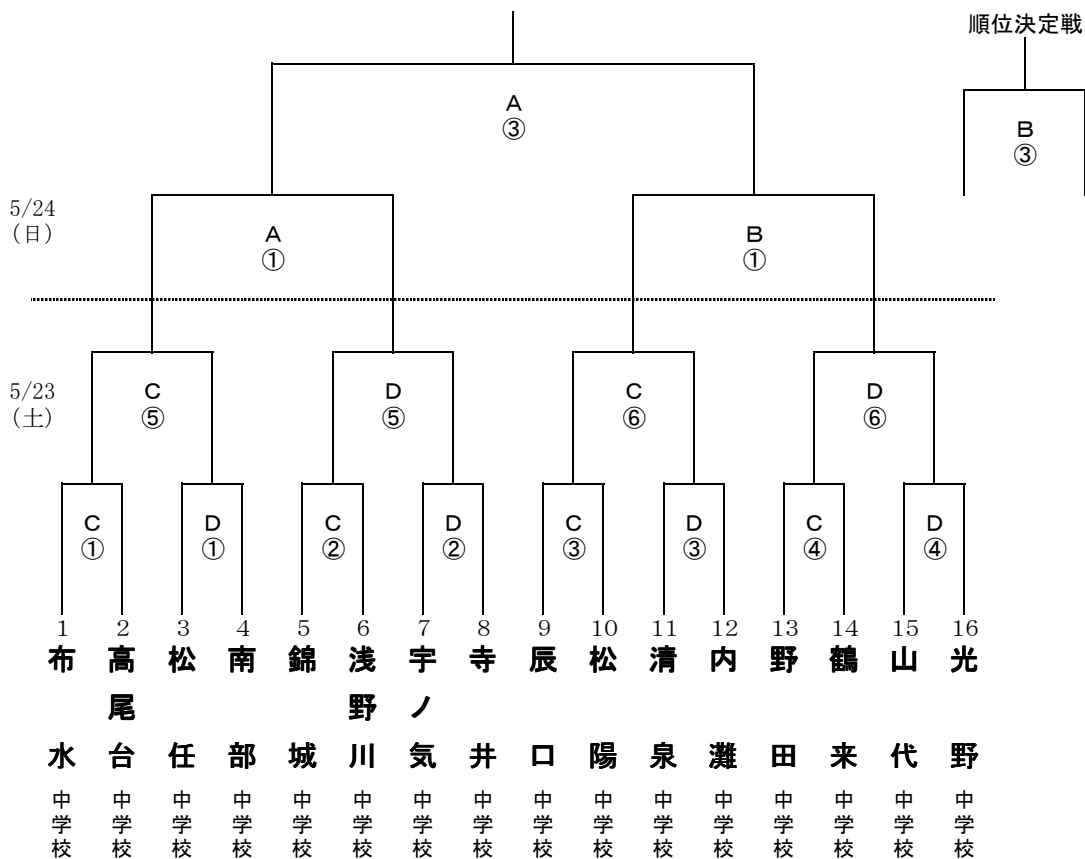 順位決定戦
A
③
B
③
5/24
(日)
A
①
B
①
5/23
(土)
C
⑤
D
⑤
C
⑥
D
⑥
C
①
D
①
C
②
D
②
C
③
D
③
C
④
D
④
1
2
3
4
5
6
7
8
9
10
11
12
13
14
15
16
布水中学校
高尾台中学校
松任中学校
南部中学校
錦城中学校
浅野川中学校
宇ノ気中学校
寺井中学校
辰口中学校
松陽中学校
清泉中学校
内灘中学校
野田中学校
鶴来中学校
山代中学校
光野中学校